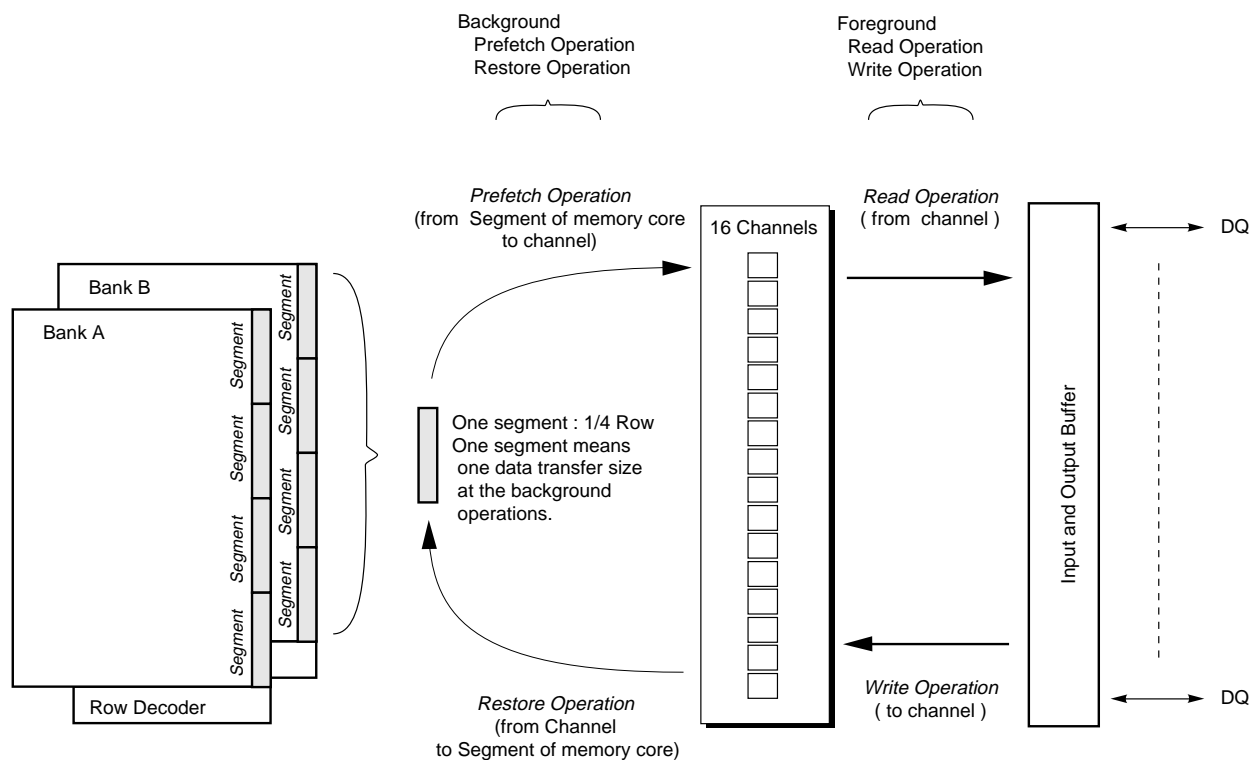 Background
Prefetch Operation
Restore Operation
Foreground
Read Operation
Write Operation
Prefetch Operation
(from Segment of memory core
to channel)
Read Operation
( from channel )
16 Channels
DQ
Bank B
Bank A
Segment
Segment
Segment
Segment
Segment
Segment
Segment
Segment
One segment : 1/4 Row
One segment means
one data transfer size
at the background
operations.
Input and Output Buffer
Row Decoder
Restore Operation
(from Channel
to Segment of memory core)
Write Operation
( to channel )
DQ